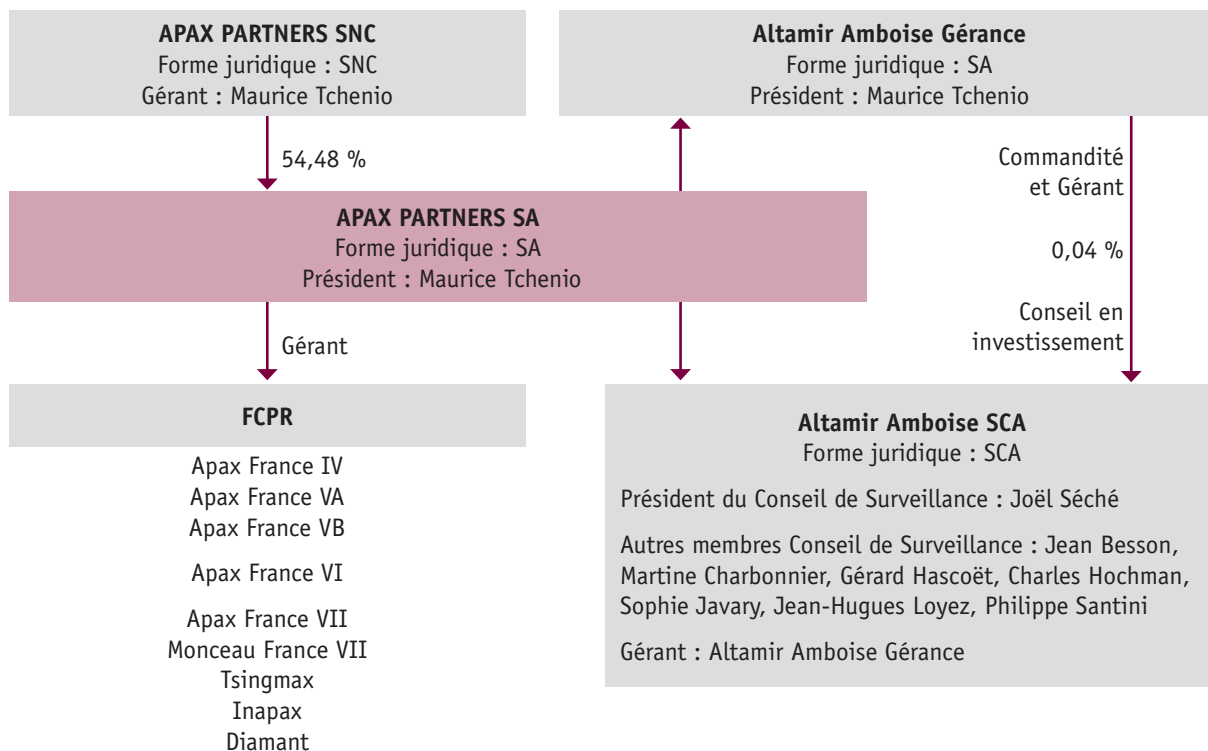 APAX PARTNERS SNC
Forme juridique : SNC
Gérant : Maurice Tchenio
Altamir Amboise Gérance
Forme juridique : SA
Président : Maurice Tchenio
54,48 %
Commandité
et Gérant
APAX PARTNERS SA
Forme juridique : SA
Président : Maurice Tchenio
0,04 %
Gérant
Conseil en
investissement
FCPR
Apax France IV
Apax France VA
Apax France VB
Apax France VI
Apax France VII
Monceau France VII
Tsingmax
Inapax
Diamant
Altamir Amboise SCA
Forme juridique : SCA
Président du Conseil de Surveillance : Joël Séché
Autres membres Conseil de Surveillance : Jean Besson,
Martine Charbonnier, Gérard Hascoët, Charles Hochman,
Sophie Javary, Jean-Hugues Loyez, Philippe Santini
Gérant : Altamir Amboise Gérance